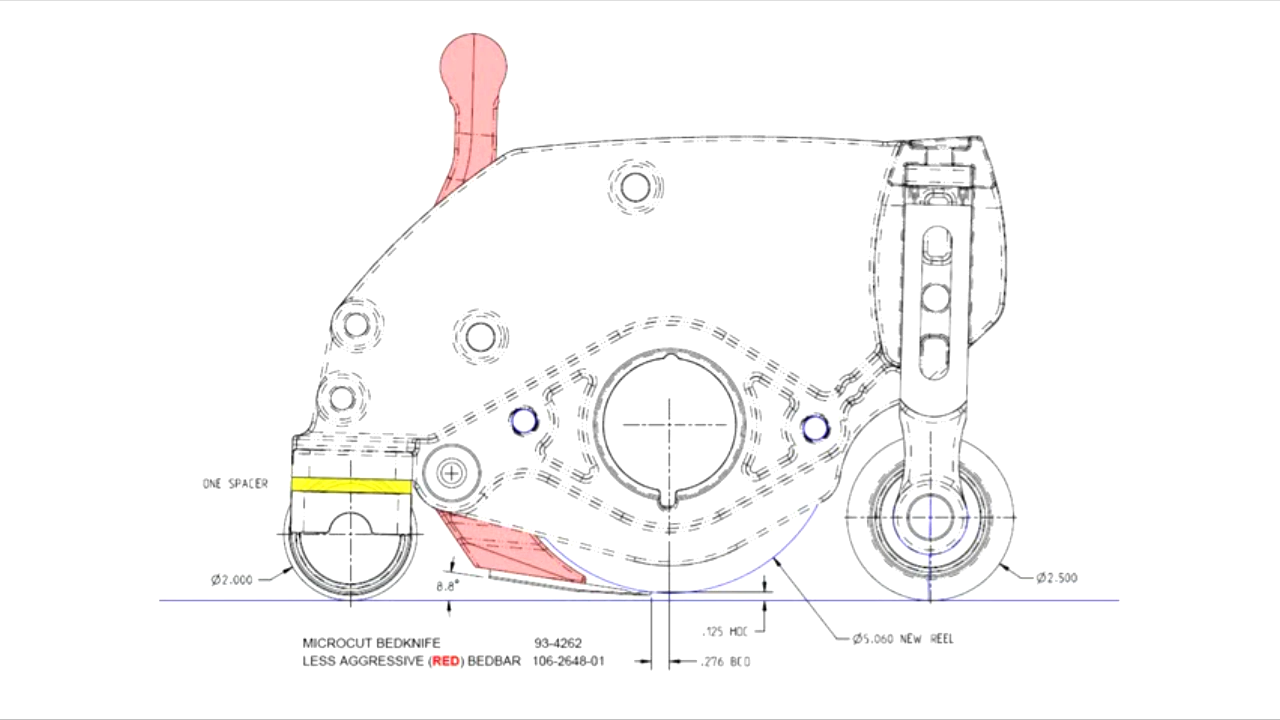 ONE SPACER
Ø2.000
8.8°
Ø2.500
.125 HOC
Ø5.060 NEW REEL
MICROCUT BEDKNIFE 93-4262
LESS AGGRESSIVE (RED) BEDBAR 106-2648-01
.276 BCD